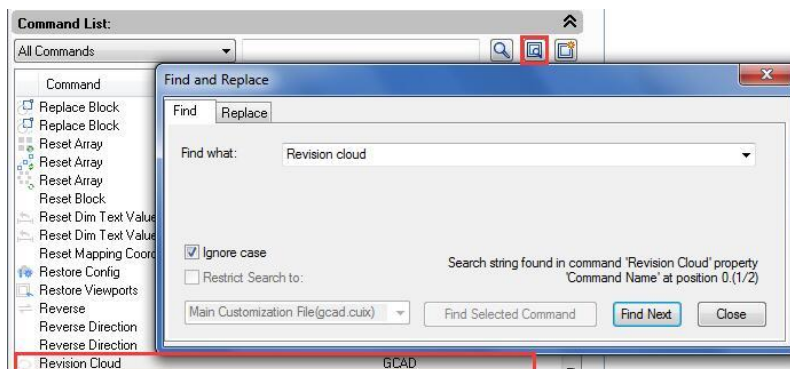 Command List:
All Commands
Command
Find and Replace
Replace Block
Replace Block
Reset Array
Reset Array
Reset Array
Reset Block
Reset Dim Text Value
Reset Dim Text Value
Reset Mapping Coord
Restore Config
Restore Viewports
Reverse
Reverse Direction
Reverse Direction
Revision Cloud GCAD
Find Replace
Find what: Revision cloud
Ignore case
Restrict Search to:
Search string found in command 'Revision Cloud' property
'Command Name' at position 0.(1/2)
Main Customization File(gcad.cuix) Find Selected Command Find Next Close